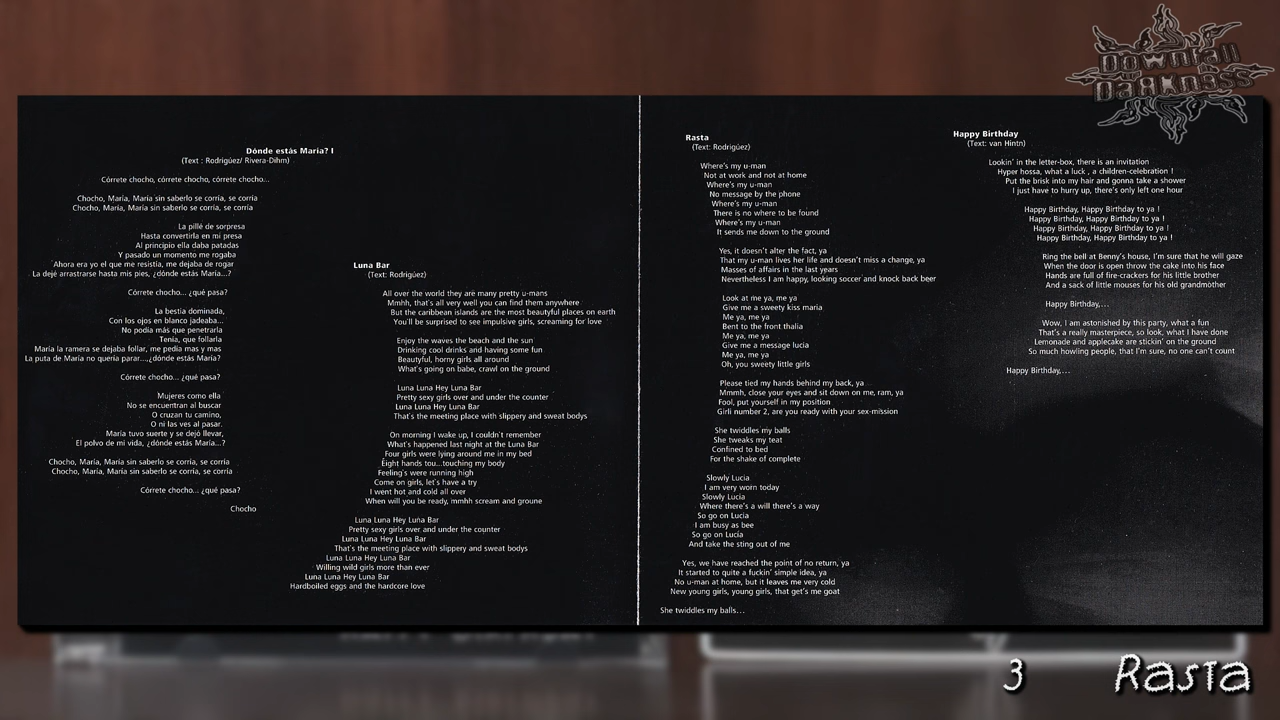 Downfall of Darkness
Dónde estás María? I
(Text : Rodrigúez/ Rivera-Dihm)
Córrete chocho, córrete chocho, córrete chocho...
Chocho, María, María sin saberlo se corría, se corría
Chocho, María, María sin saberlo se corría, se corría
La pillé de sorpresa
Hasta convertirla en mi presa
Al principio ella daba patadas
Y pasado un momento me rogaba
Ahora era yo el que me resistía, me dejaba de rogar
La dejé arrastrarse hasta mis pies, ¿dónde estás María...?
Córrete chocho... ¿qué pasa?
La bestia dominada,
Con los ojos en blanco jadeaba...
No podía más que penetrarla
Tenía, que follarla
María la ramera se dejaba follar, me pedía mas y mas
La puta de María no quería parar....¿dónde estás María?
Córrete chocho... ¿qué pasa?
Mujeres como ella
No se encuentran al buscar
O cruzan tu camino,
O ni las ves al pasar.
María tuvo suerte y se dejó llevar,
El polvo de mi vida, ¿dónde estás María...?
Chocho, María, María sin saberlo se corría, se corría
Chocho, María, María sin saberlo se corría, se corría
Córrete chocho... ¿qué pasa?
Chocho
Luna Bar
(Text: Rodrigúez)
All over the world they are many pretty u-mans
Mmhh, that's all very well you can find them anywhere
But the caribbean islands are the most beautyful places on earth
You'll be surprised to see impulsive girls, screaming for love
Enjoy the waves the beach and the sun
Drinking cool drinks and having some fun
Beautyful, horny girls all around
What's going on babe, crawl on the ground
Luna Luna Hey Luna Bar
Pretty sexy girls over and under the counter
Luna Luna Hey Luna Bar
That's the meeting place with slippery and sweat bodys
On morning I wake up, I couldn't remember
What's happened last night at the Luna Bar
Four girls were lying around me in my bed
Eight hands tou...touching my body
Feeling's were running high
Come on girls, let's have a try
I went hot and cold all over
When will you be ready, mmhh scream and groune
Luna Luna Hey Luna Bar
Pretty sexy girls over and under the counter
Luna Luna Hey Luna Bar
That's the meeting place with slippery and sweat bodys
Luna Luna Hey Luna Bar
Willing wild girls more than ever
Luna Luna Hey Luna Bar
Hardboiled eggs and the hardcore love
Rasta
(Text: Rodrigúez)
Where's my u-man
Not at work and not at home
Where's my u-man
No message by the phone
Where's my u-man
There is no where to be found
Where's my u-man
It sends me down to the ground
Yes, it doesn't alter the fact, ya
That my u-man lives her life and doesn't miss a change, ya
Masses of affairs in the last years
Nevertheless I am happy, looking soccer and knock back beer
Look at me ya, me ya
Give me a sweety kiss maria
Me ya, me ya
Bent to the front thalia
Me ya, me ya
Give me a message lucia
Me ya, me ya
Oh, you sweety little girls
Please tied my hands behind my back, ya
Mmmh, close your eyes and sit down on me, ram, ya
Fool, put yourself in my position
Girli number 2, are you ready with your sex-mission
She twiddles my balls
She tweaks my teat
Confined to bed
For the shake of complete
Slowly Lucia
I am very worn today
Slowly Lucia
Where there's a will there's a way
So go on Lucia
I am busy as bee
So go on Lucia
And take the sting out of me
Yes, we have reached the point of no return, ya
It started to quite a fuckin' simple idea, ya
No u-man at home, but it leaves me very cold
New young girls, young girls, that get's me goat
She twiddles my balls...
Happy Birthday
(Text: van Hintn)
Lookin' in the letter-box, there is an invitation
Hyper hossa, what a luck , a children-celebration !
Put the brisk into my hair and gonna take a shower
I just have to hurry up, there's only left one hour
Happy Birthday, Happy Birthday to ya !
Happy Birthday, Happy Birthday to ya !
Happy Birthday, Happy Birthday to ya !
Happy Birthday, Happy Birthday to ya !
Ring the bell at Benny's house, I'm sure that he will gaze
When the door is open throw the cake into his face
Hands are full of fire-crackers for his little brother
And a sack of little mouses for his old grandmother
Happy Birthday,...
Wow, I am astonished by this party, what a fun
That's a really masterpiece, so look, what I have done
Lemonade and applecake are stickin' on the ground
So much howling people, that I'm sure, no one can't count
Happy Birthday,...
3 Rasta